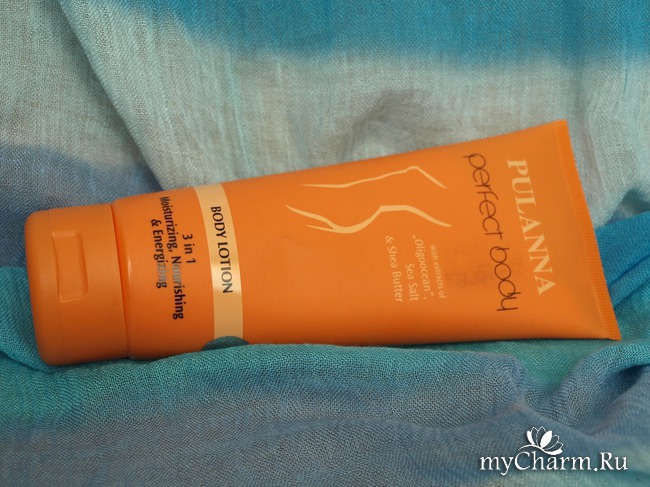 PULANNA
perfect body
with extracts of
„Oligoocean",
Sea Salt
& Shea Butter
BODY LOTION
3 in 1
Moisturizing, Nourishing
& Energizing
myCharm.Ru